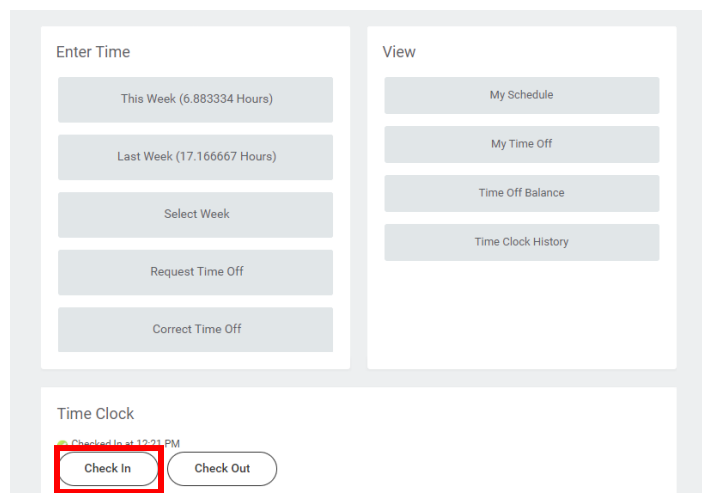 Enter Time
This Week (6.883334 Hours)
Last Week (17.166667 Hours)
Select Week
Request Time Off
Correct Time Off
View
My Schedule
My Time Off
Time Off Balance
Time Clock History
Time Clock
Checked In at 12:21 PM
Check In
Check Out